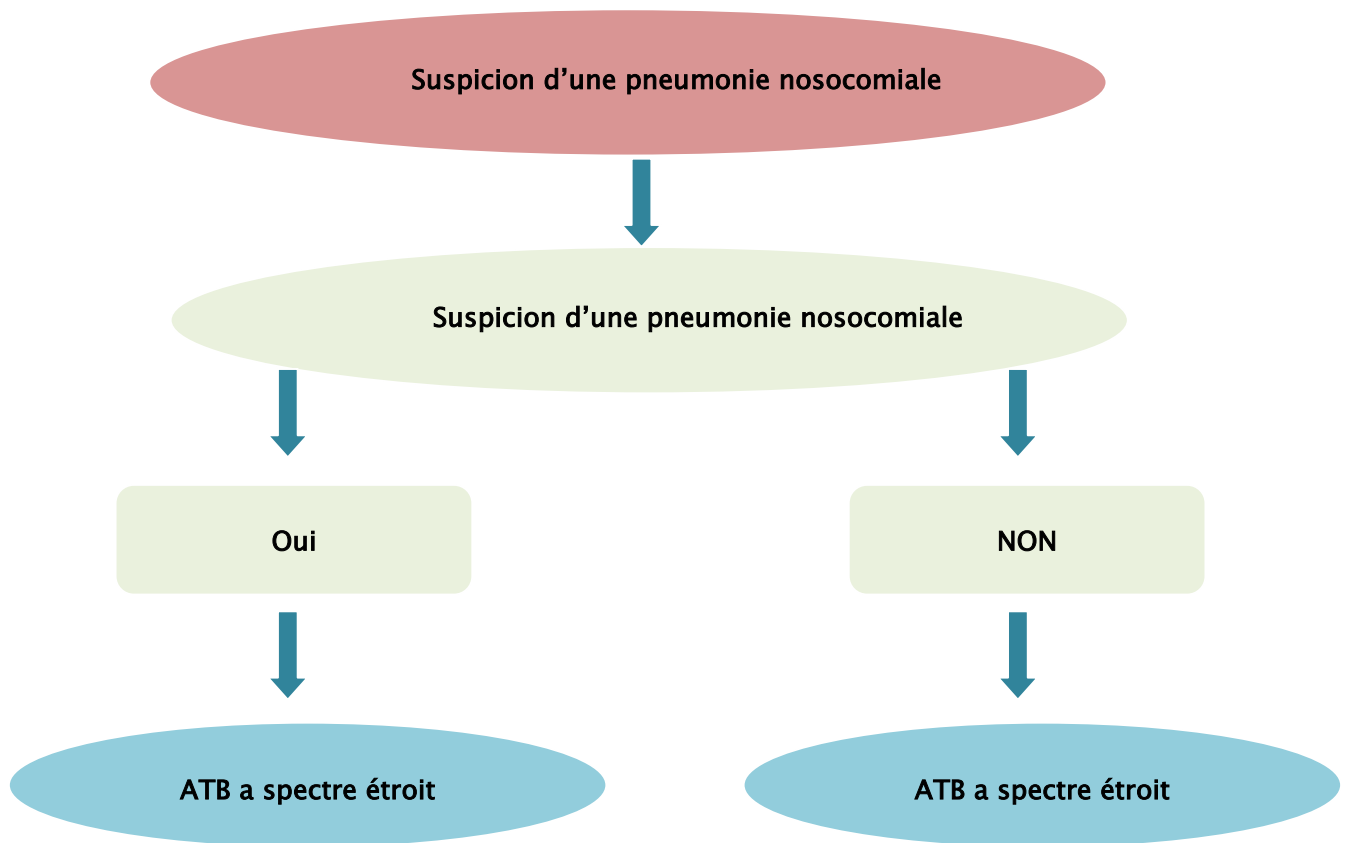 Suspicion d’une pneumonie nosocomiale
Suspicion d’une pneumonie nosocomiale
Oui
NON
ATB a spectre étroit
ATB a spectre étroit